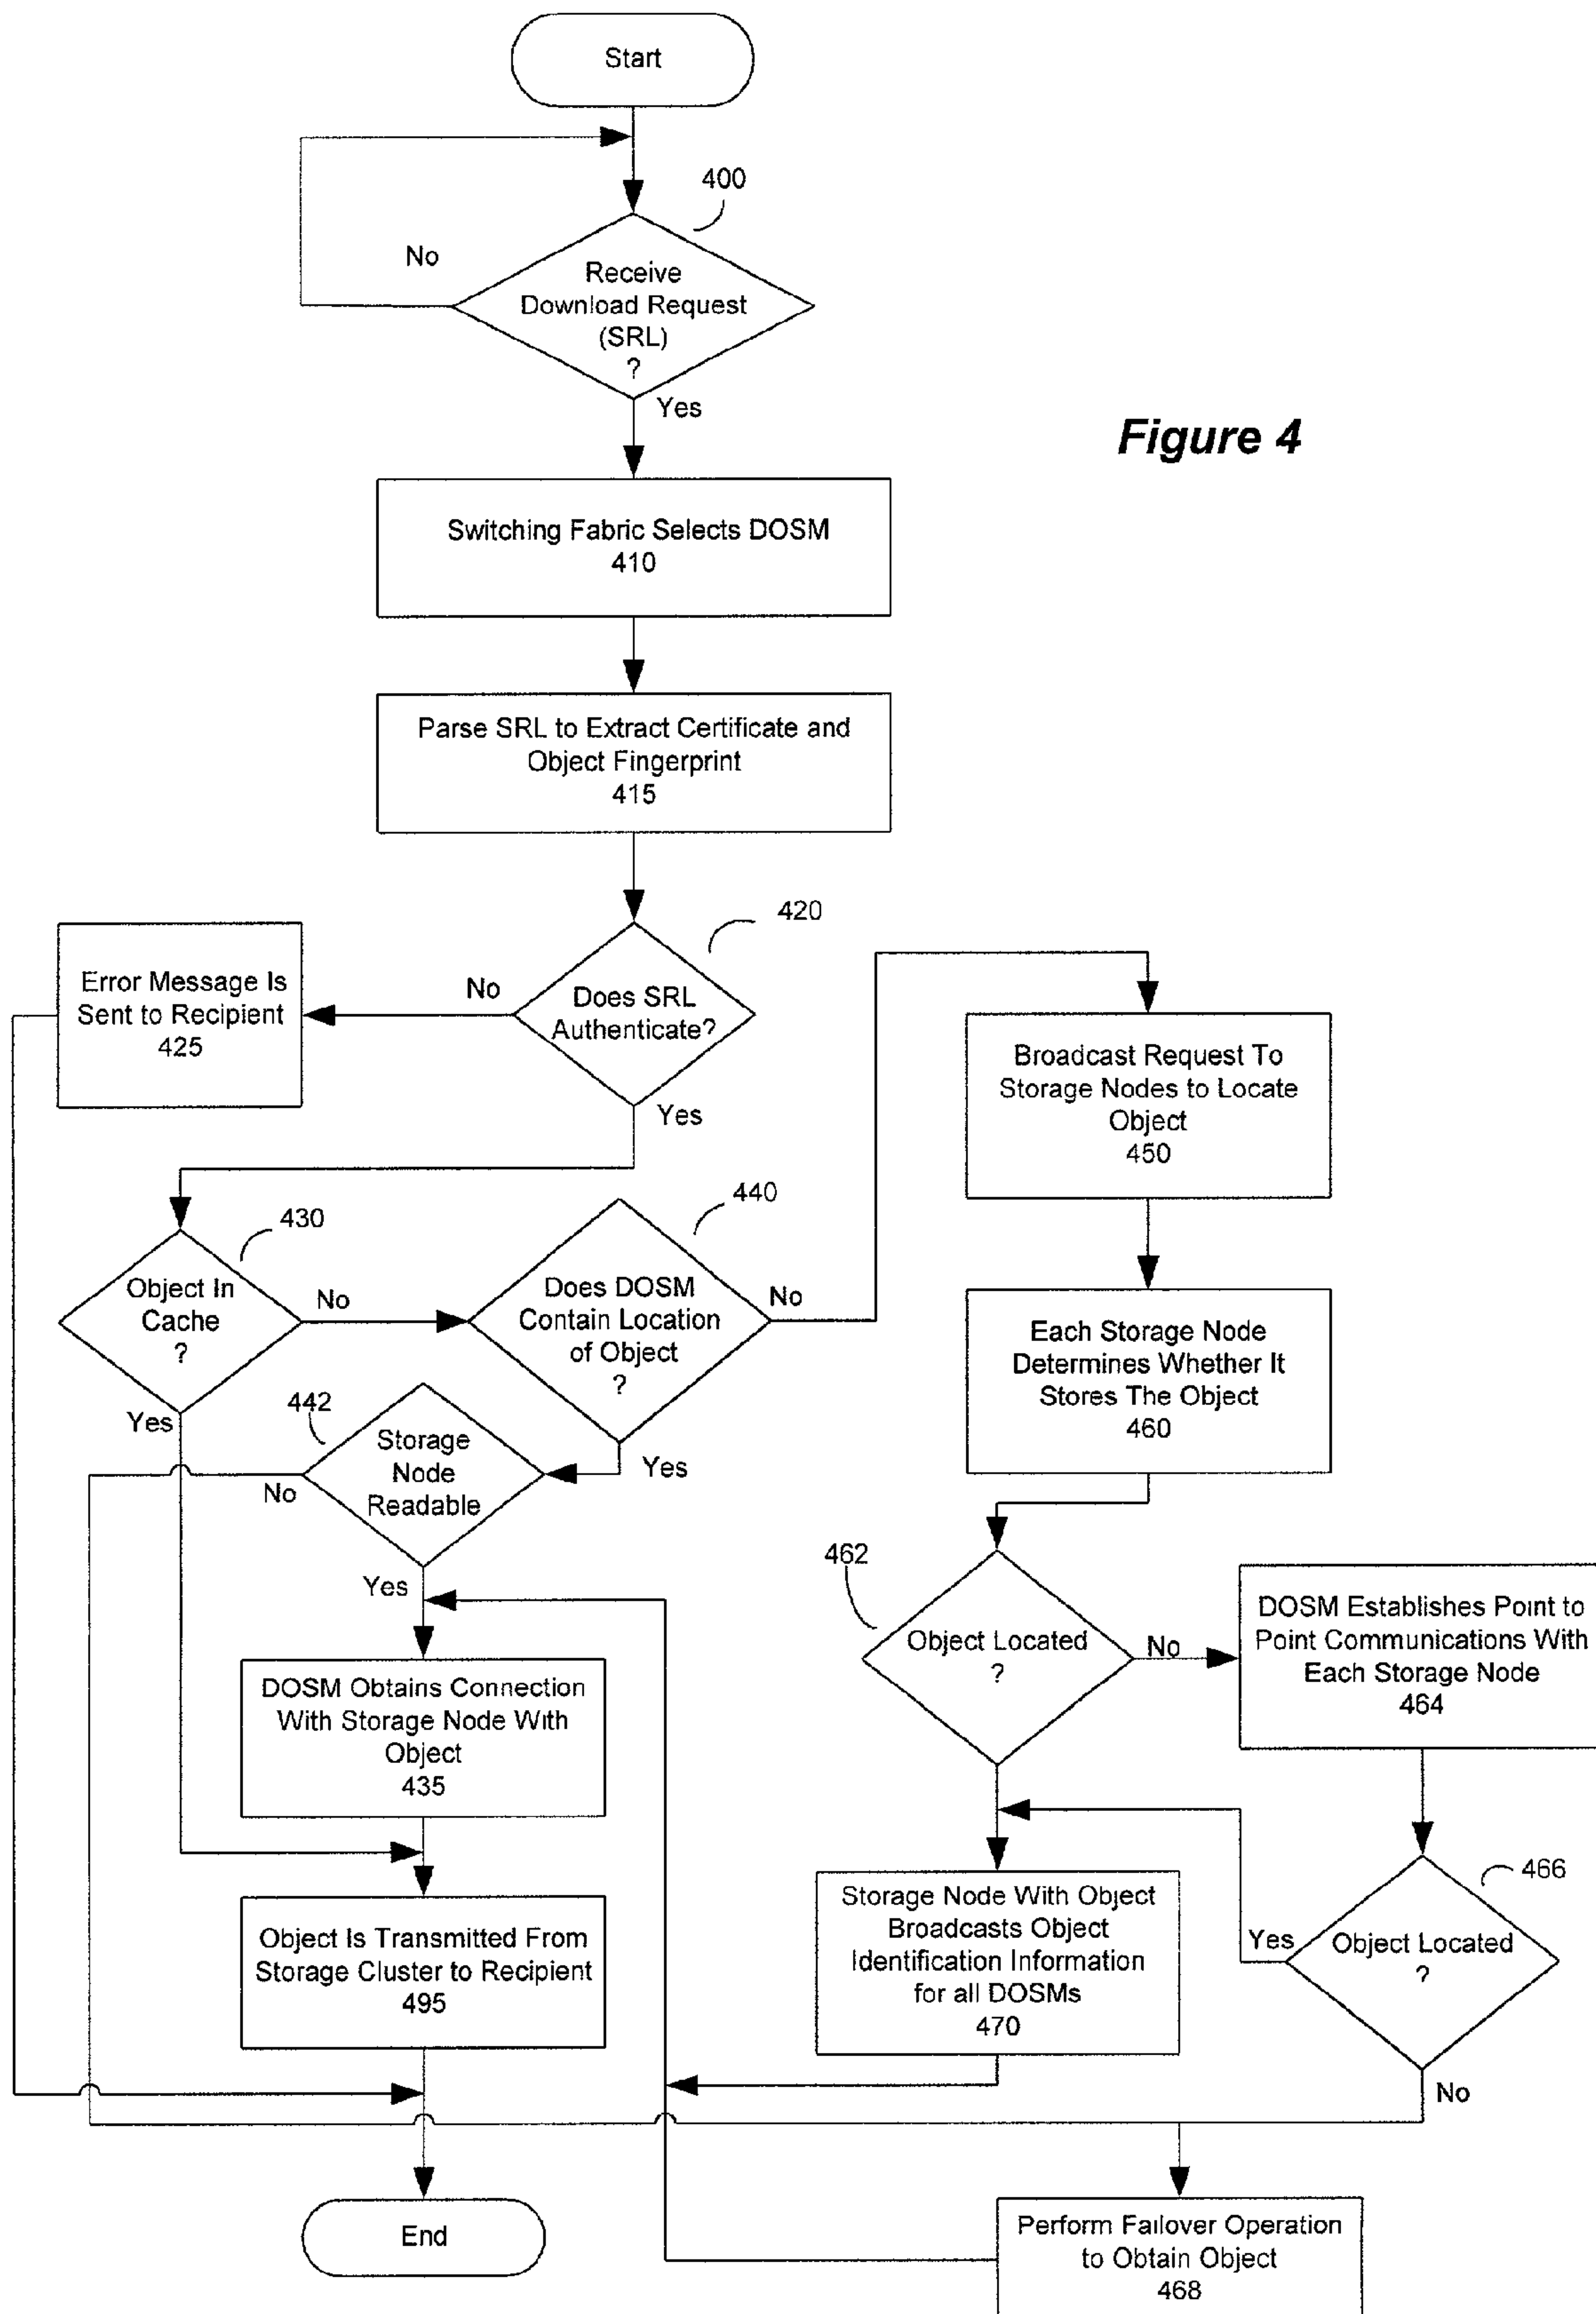 Start
400
No
Receive
Download Request
(SRL)
?
Yes
Figure 4
Switching Fabric Selects DOSM
410
Parse SRL to Extract Certificate and
Object Fingerprint
415
420
Error Message Is
Sent to Recipient
425
No
Does SRL
Authenticate?
Yes
Broadcast Request To
Storage Nodes to Locate
Object
450
430
Object In
Cache
?
No
Yes
440
Does DOSM
Contain Location
of Object
?
No
Yes
Each Storage Node
Determines Whether It
Stores The Object
460
442
Storage
Node
Readable
No
Yes
462
Object Located
?
No
DOSM Establishes Point to
Point Communications With
Each Storage Node
464
DOSM Obtains Connection
With Storage Node With
Object
435
466
Object Located
?
Yes
No
Storage Node With Object
Broadcasts Object
Identification Information
for all DOSMs
470
Object Is Transmitted From
Storage Cluster to Recipient
495
End
Perform Failover Operation
to Obtain Object
468